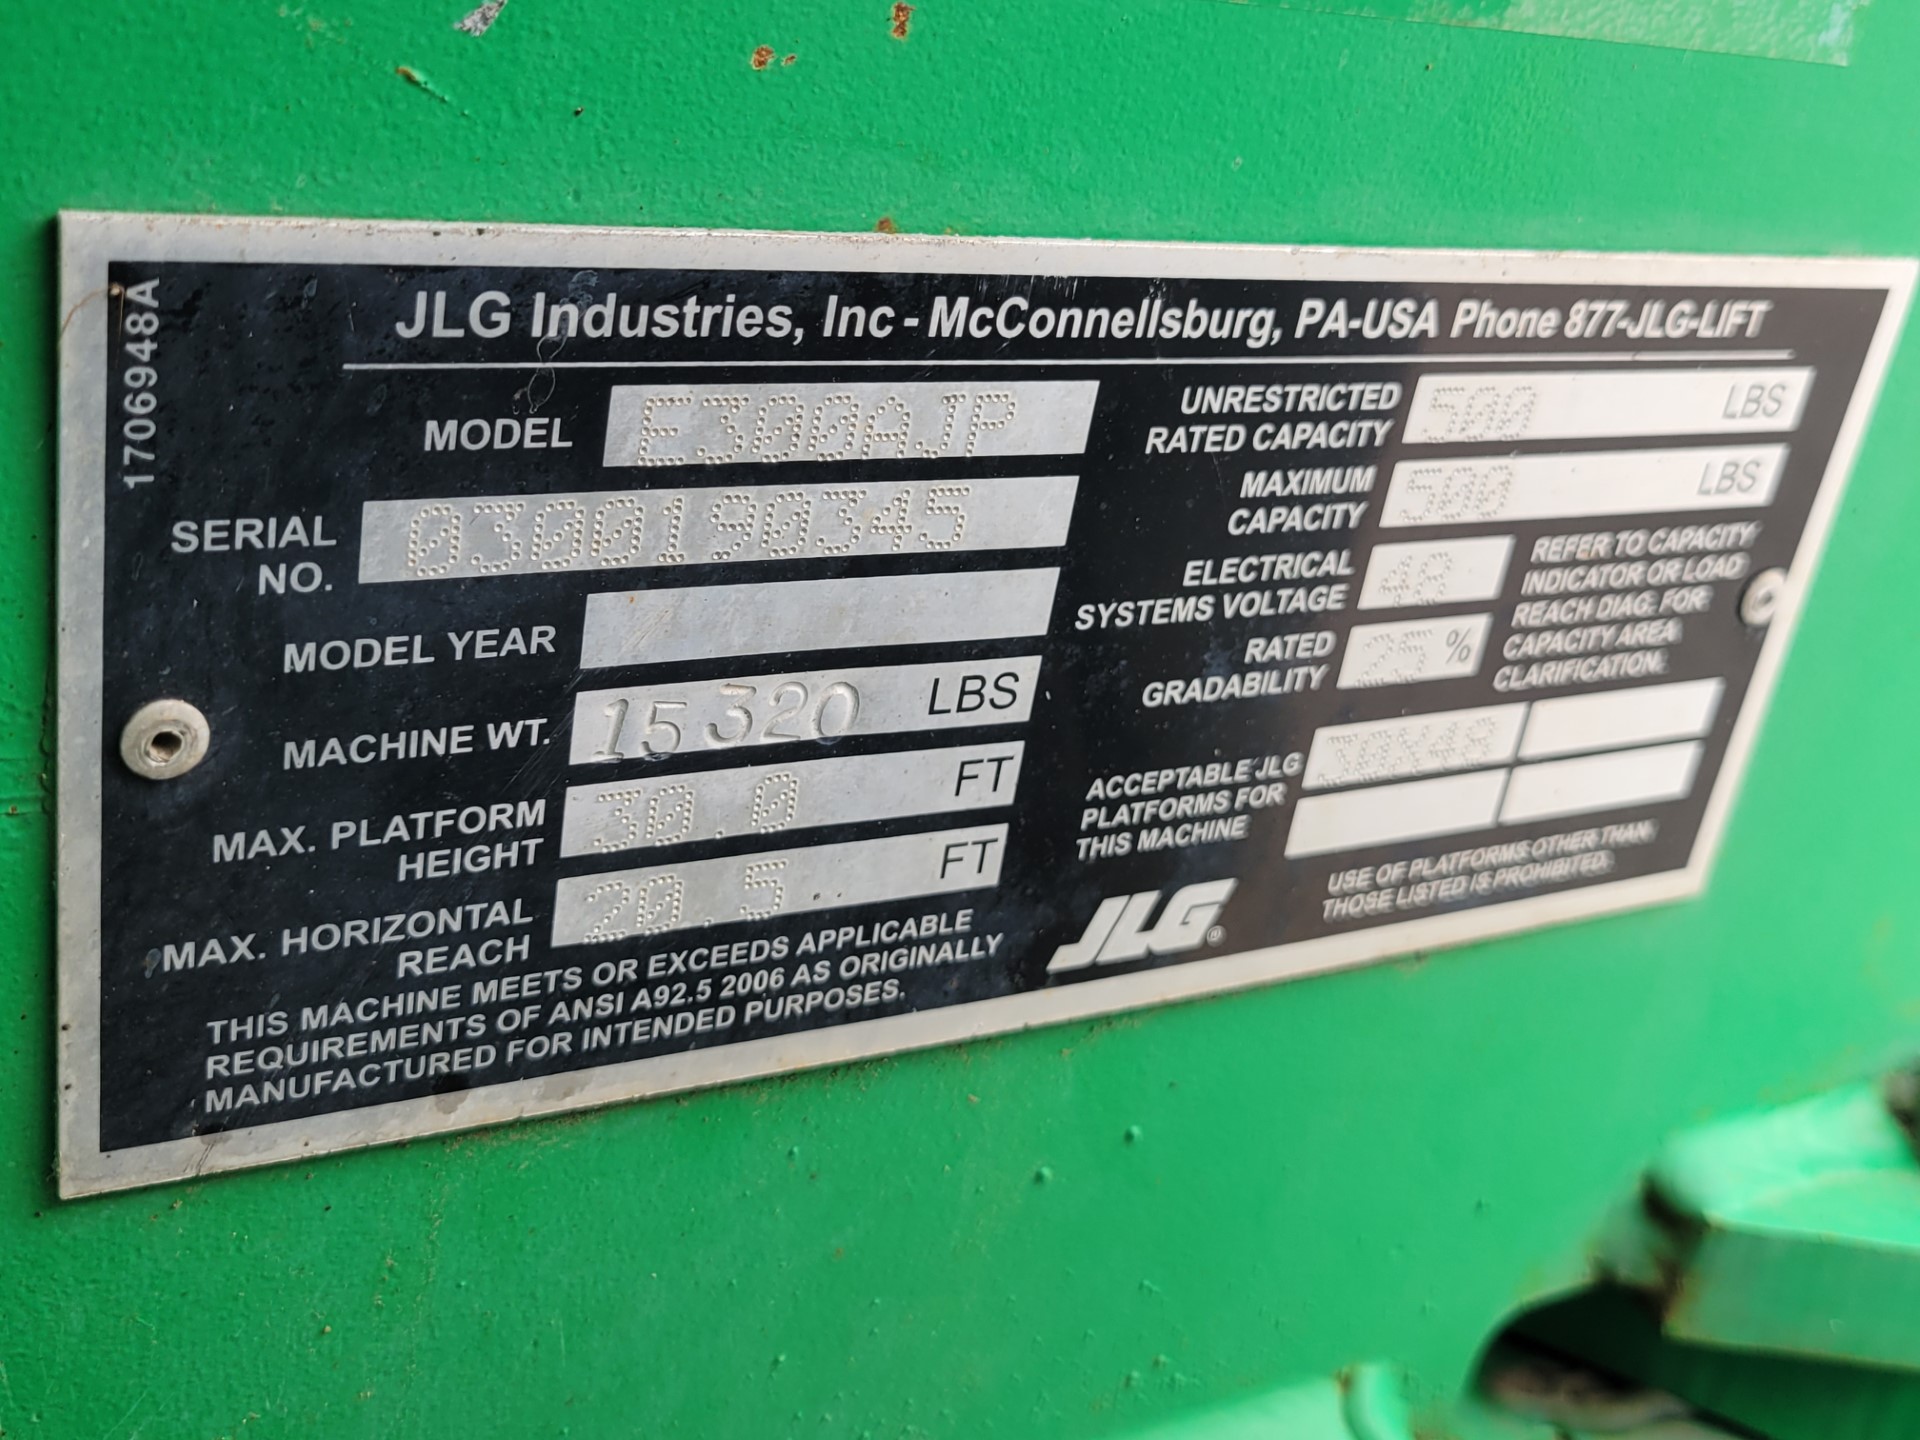 1706948A
JLG Industries, Inc - McConnellsburg, PA-USA Phone 877-JLG-LIFT
MODEL E300AJP
SERIAL NO. 0300190345
MODEL YEAR
MACHINE WT. 15320 LBS
MAX. PLATFORM HEIGHT 30.0 FT
MAX. HORIZONTAL REACH 20.5 FT
THIS MACHINE MEETS OR EXCEEDS APPLICABLE
REQUIREMENTS OF ANSI A92.5 2006 AS ORIGINALLY
MANUFACTURED FOR INTENDED PURPOSES.
UNRESTRICTED
RATED CAPACITY 500 LBS
MAXIMUM
CAPACITY 500 LBS
ELECTRICAL
SYSTEMS VOLTAGE 48
RATED
GRADABILITY 25 %
REFER TO CAPACITY
INDICATOR OR LOAD
REACH DIAG. FOR
CAPACITY AREA
CLARIFICATION.
ACCEPTABLE JLG
PLATFORMS FOR
THIS MACHINE
30X48
JLG®
USE OF PLATFORMS OTHER THAN
THOSE LISTED IS PROHIBITED.